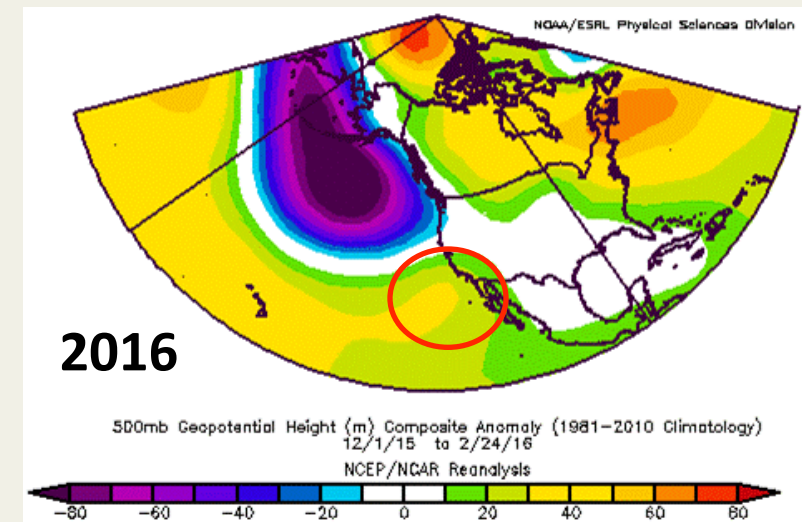 NOAA/ESRL Physical Sciences Division
2016
500mb Geopotential Height (m) Composite Anomaly (1981-2010 Climatology)
12/1/15 to 2/24/16
NCEP/NCAR Reanalysis
-80 -60 -40 -20 0 20 40 60 80